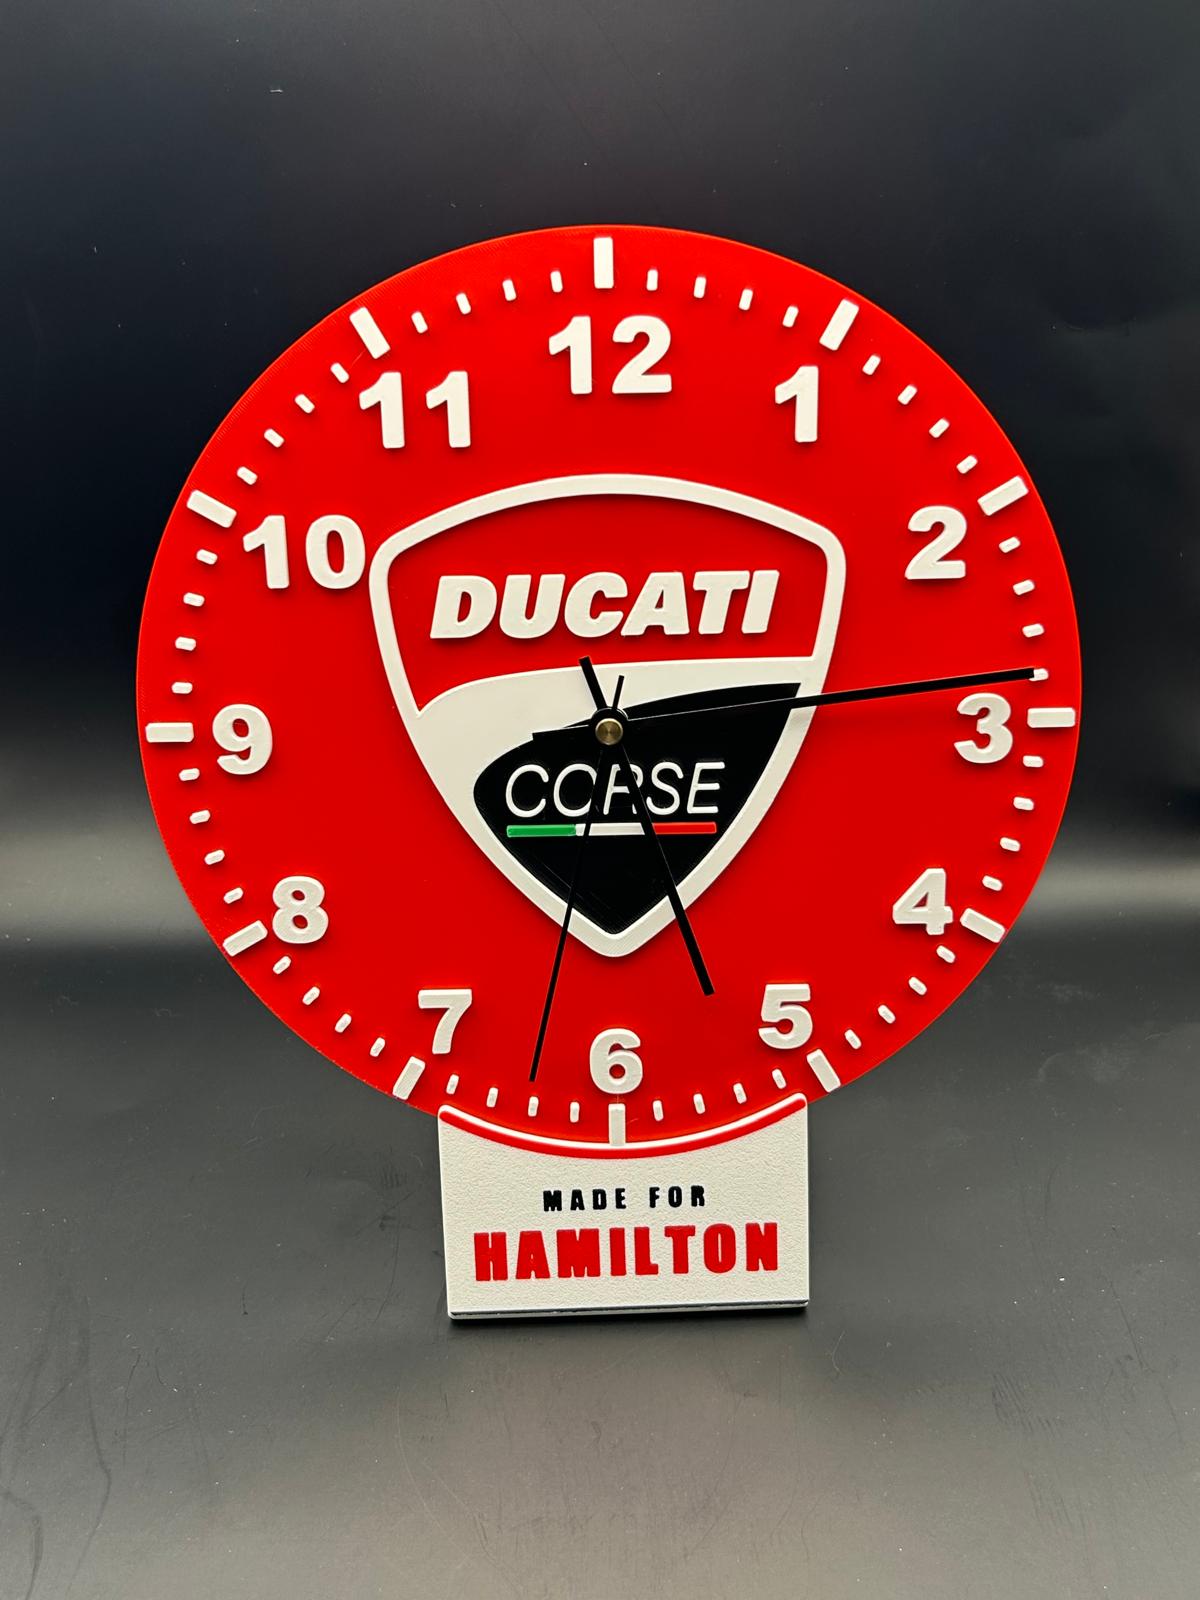 12
11 1
10 2
DUCATI
9 3
CORSE
8 4
7 5
6
MADE FOR
HAMILTON